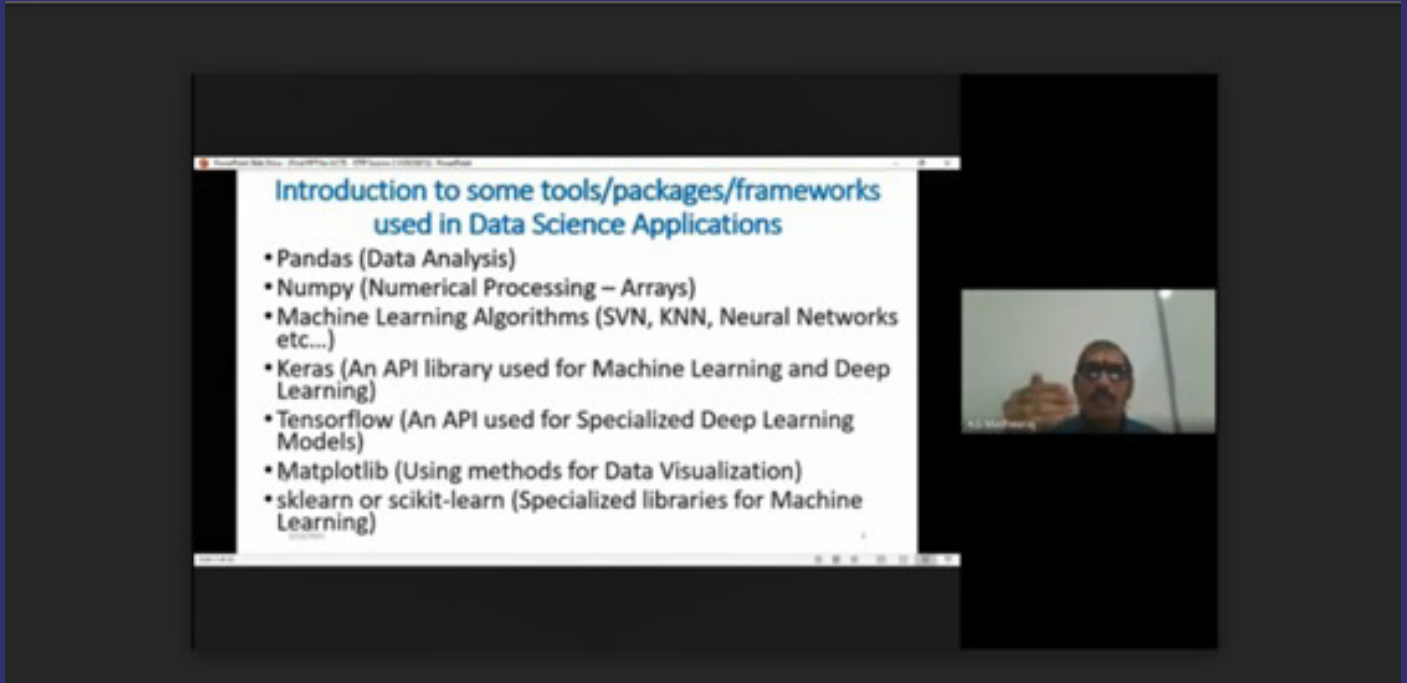 Introduction to some tools/packages/frameworks
used in Data Science Applications
• Pandas (Data Analysis)
• Numpy (Numerical Processing – Arrays)
• Machine Learning Algorithms (SVN, KNN, Neural Networks
etc...)
• Keras (An API library used for Machine Learning and Deep
Learning)
• Tensorflow (An API used for Specialized Deep Learning
Models)
• Matplotlib (Using methods for Data Visualization)
• sklearn or scikit-learn (Specialized libraries for Machine
Learning)